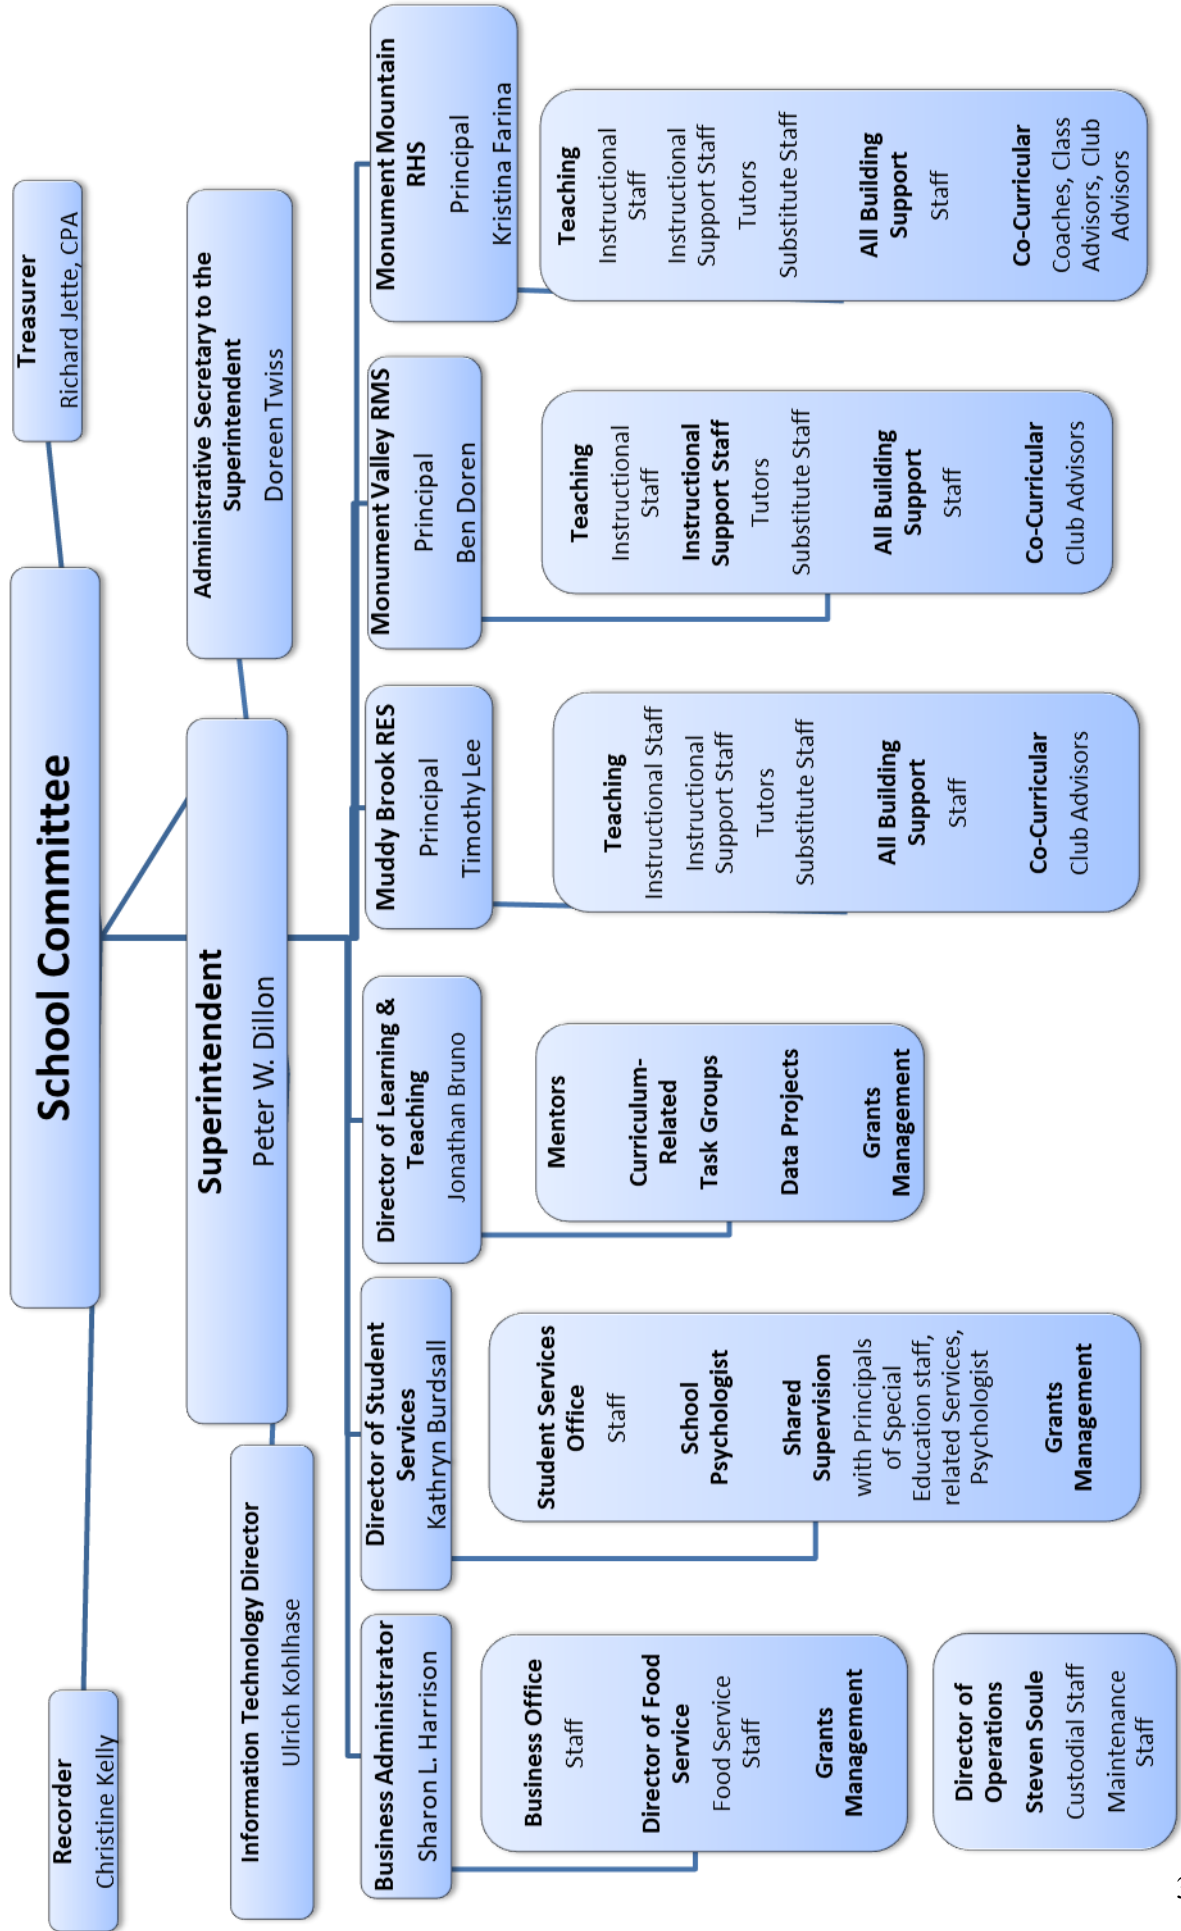 School Committee
Treasurer
Richard Jette, CPA
Recorder
Christine Kelly
Superintendent
Peter W. Dillon
Administrative Secretary to the
Superintendent
Doreen Twiss
Information Technology Director
Ulrich Kohlhase
Business Administrator
Sharon L. Harrison
Director of Student
Services
Kathryn Burdsall
Director of Learning &
Teaching
Jonathan Bruno
Muddy Brook RES
Principal
Timothy Lee
Monument Valley RMS
Principal
Ben Doren
Monument Mountain
RHS
Principal
Kristina Farina
Business Office
Staff
Director of Food
Service
Food Service
Staff
Grants
Management
Director of
Operations
Steven Soule
Custodial Staff
Maintenance
Staff
Student Services
Office
Staff
School
Psychologist
Shared
Supervision
with Principals
of Special
Education staff,
related Services,
Psychologist
Grants
Management
Mentors
Curriculum-
Related
Task Groups
Data Projects
Grants
Management
Teaching
Instructional Staff
Instructional
Support Staff
Tutors
Substitute Staff
All Building
Support
Staff
Co-Curricular
Club Advisors
Teaching
Instructional
Staff
Instructional
Support Staff
Tutors
Substitute Staff
All Building
Support
Staff
Co-Curricular
Club Advisors
Teaching
Instructional
Staff
Instructional
Support Staff
Tutors
Substitute Staff
All Building
Support
Staff
Co-Curricular
Coaches, Class
Advisors, Club
Advisors